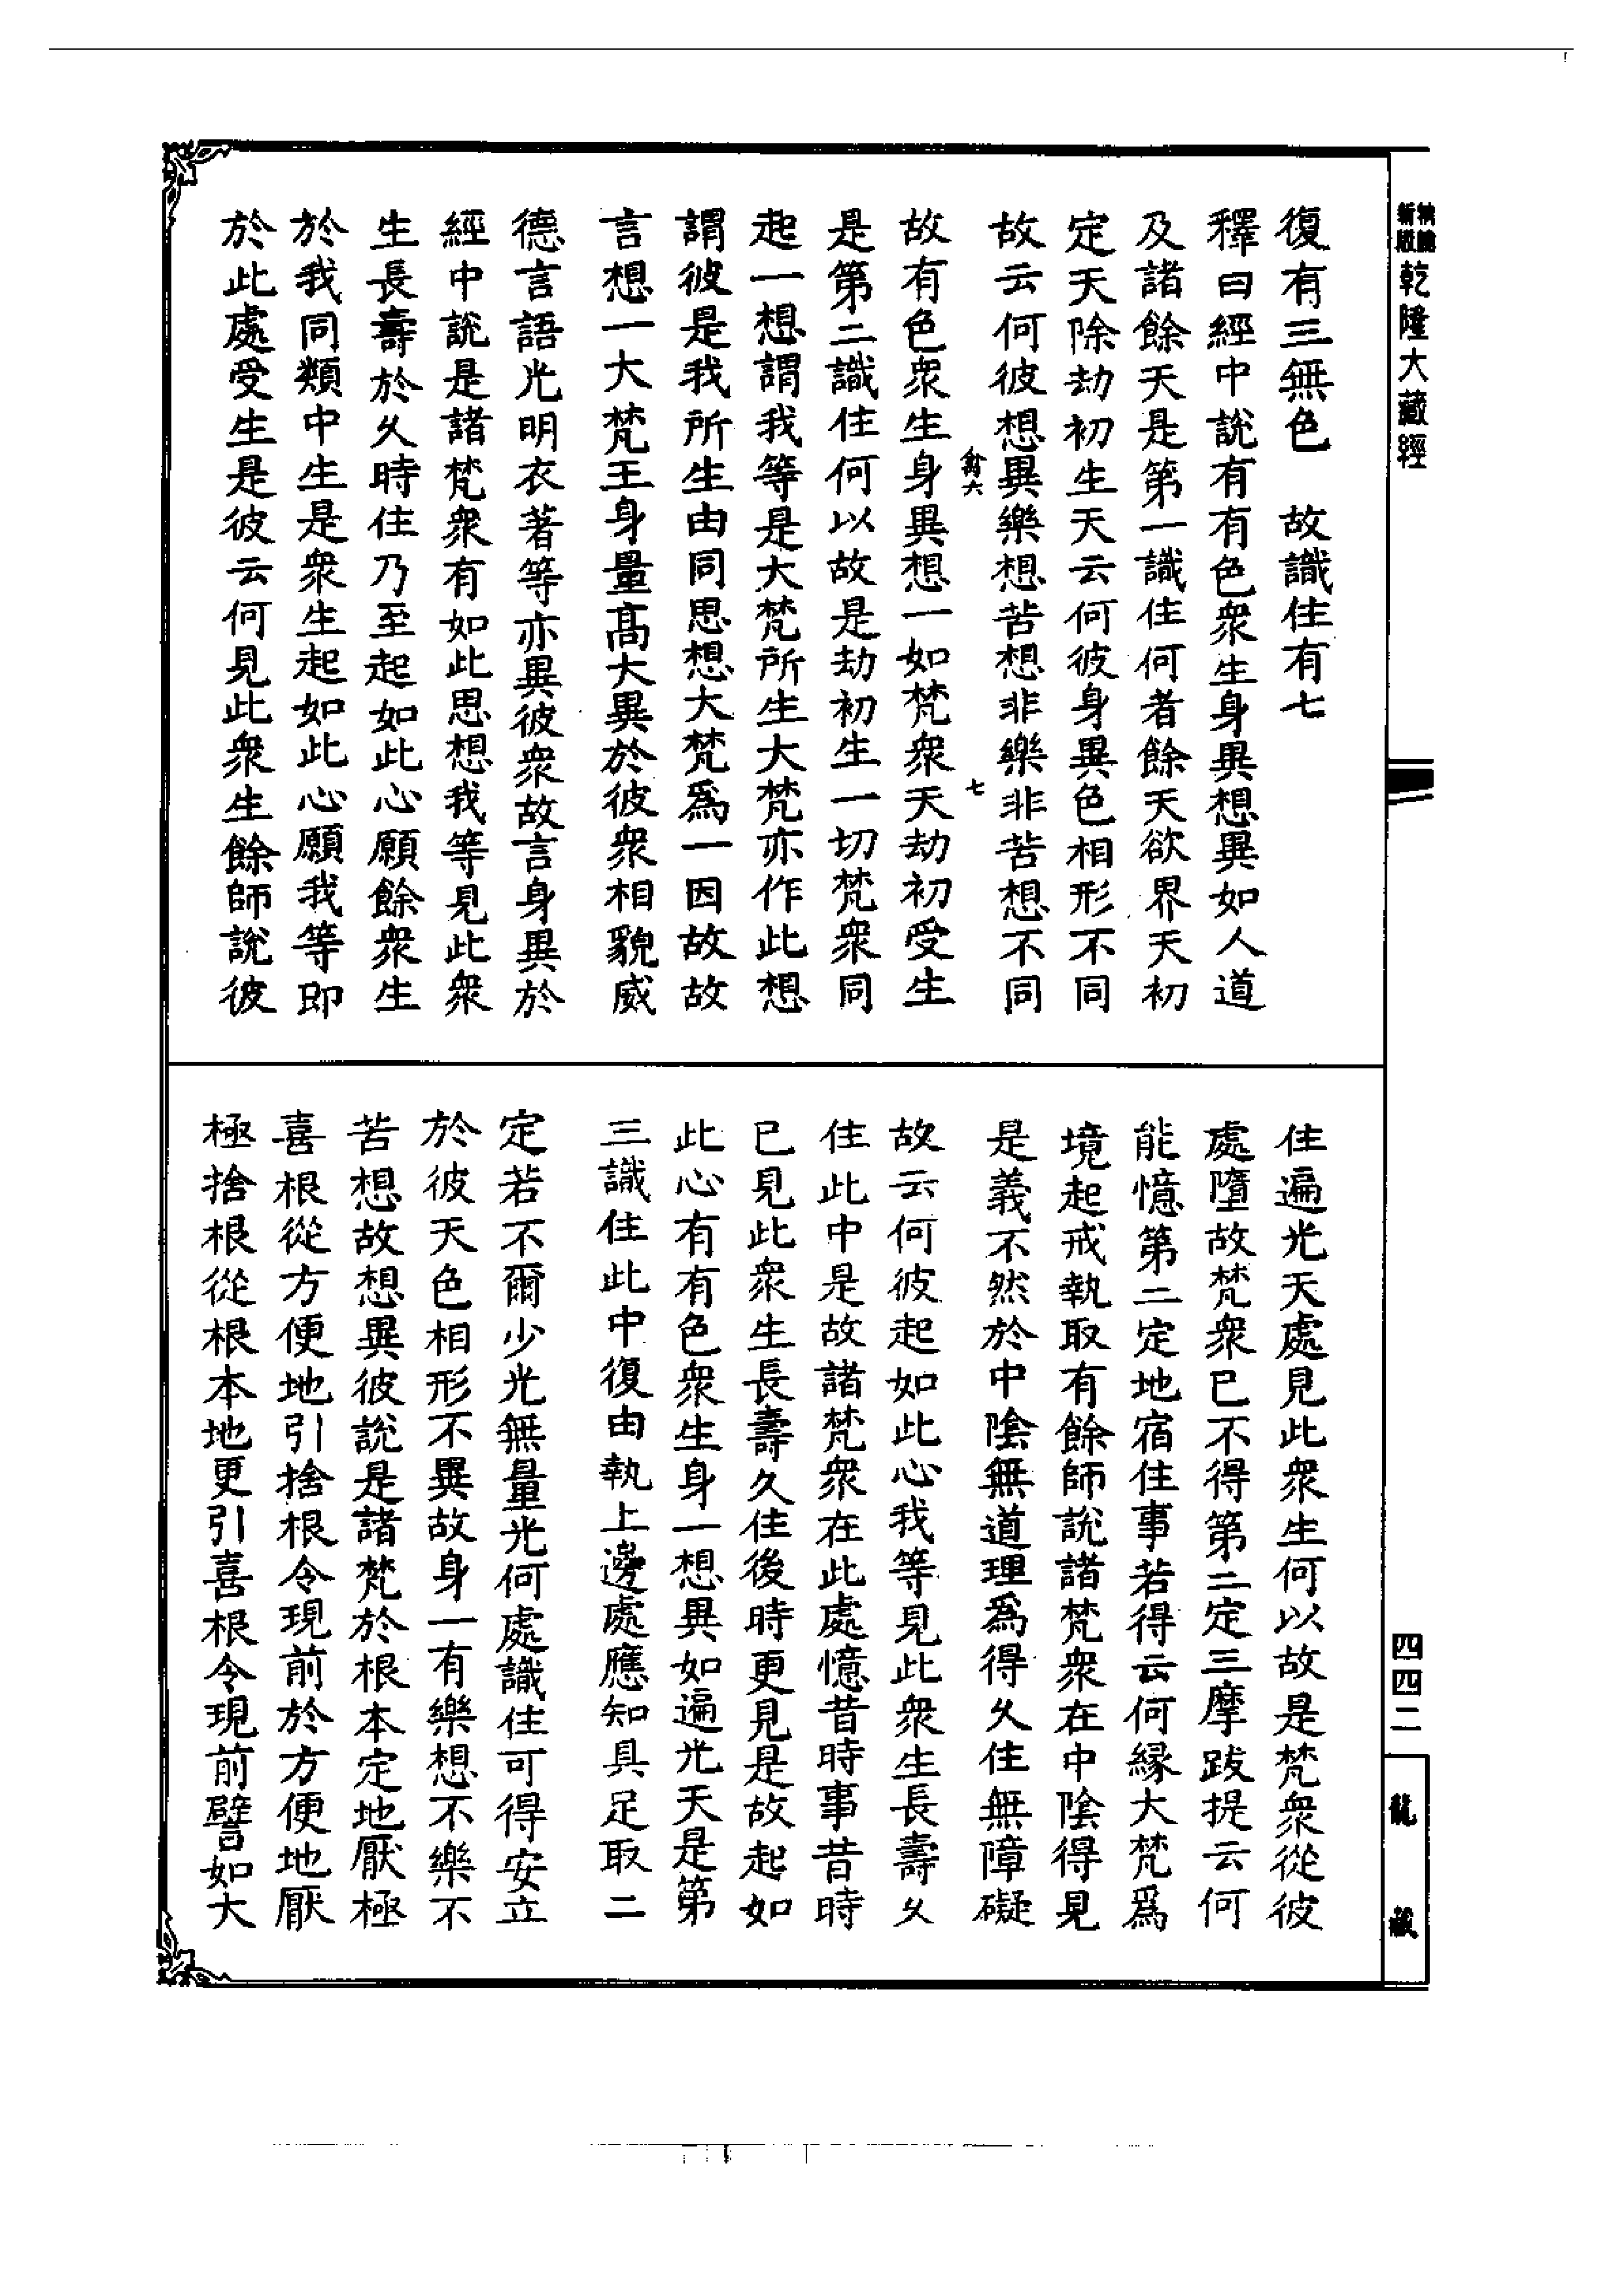 乾隆大藏經
復有三無色　故識住有七
釋曰經中說有有色衆生身異想異如人道
及諸餘天是第一識住何者餘天欲界天初
定天除劫初生天云何彼身異色相形不同
故云何彼想異樂想苦想非樂非苦想不同
七
故有色衆生身異想一如梵衆天劫初受生
是第二識住何以故是劫初生一切梵衆同
起一想謂我等是大梵所生大梵亦作此想
謂彼是我所生由同思想大梵爲一因故故
言想一大梵王身量高大異於彼衆相貌威
德言語光明衣著等亦異彼衆故言身異於
經中說是諸梵衆有如此思想我等見此衆
生長壽於久時住乃至起如此心願餘衆生
於我同類中生是衆生起如此心願我等即
於此處受生是彼云何見此衆生餘師說彼
住遍光天處見此衆生何以故是梵衆從彼
處墮故梵衆已不得第二定三摩跋提云何
能憶第二定地宿住事若得云何緣大梵爲
境起戒執取有餘師說諸梵衆在中陰得見
是義不然於中陰無道理爲得久住無障礙
故云何彼起如此心我等見此衆生長壽久
住此中是故諸梵衆在此處憶昔時事昔時
已見此衆生長壽久住後時更見是故起如
此心有有色衆生身一想異如遍光天是第
三識住此中復由執上邊處應知具足取二
定若不爾少光無量光何處識住可得安立
於彼天色相形不異故身一有樂想不樂不
苦想故想異彼說是諸梵於根本定地厭極
喜根從方便地引捨根令現前於方便地厭
極捨根從根本地更引喜根令現前譬如大
四四二
龍藏